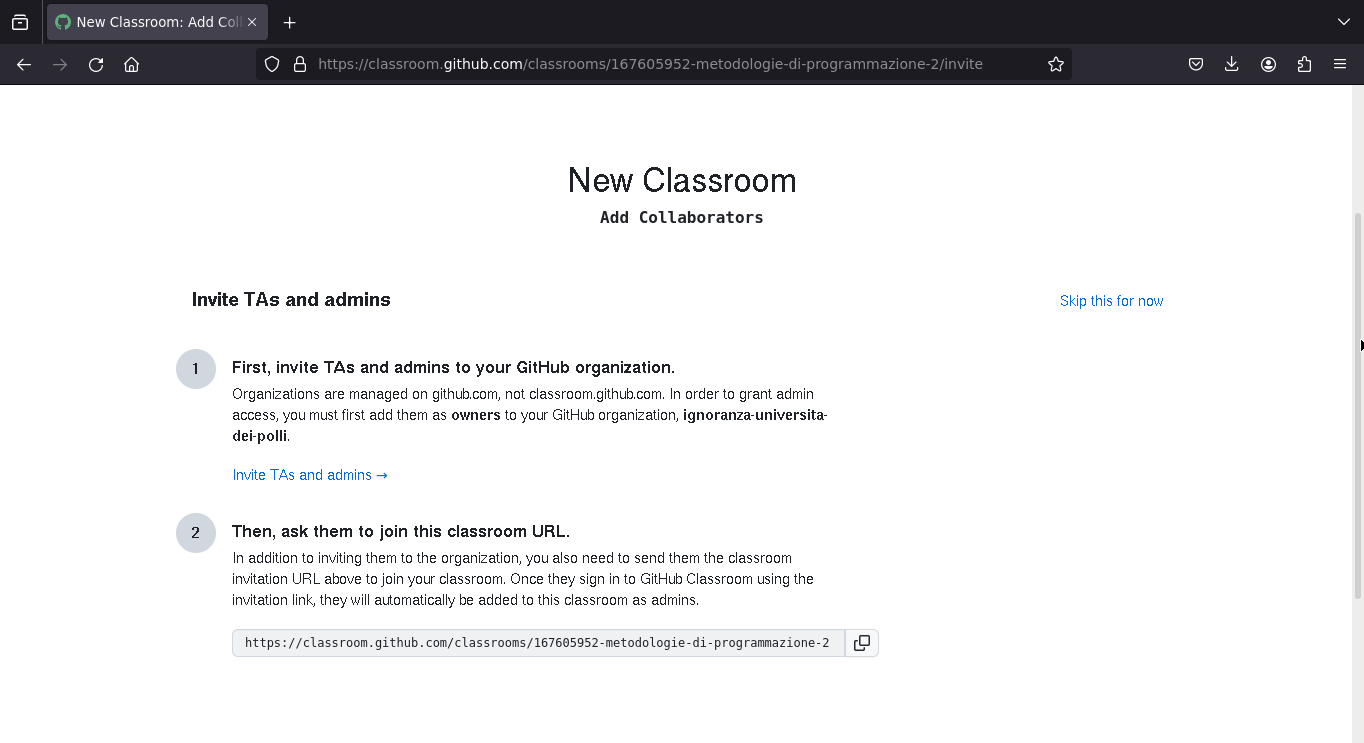 New Classroom: Add Col
https://classroom.github.com/classrooms/167605952-metodologie-di-programmazione-2/invite
New Classroom
Add Collaborators
Invite TAs and admins
Skip this for now
1
First, invite TAs and admins to your GitHub organization.
Organizations are managed on github.com, not classroom.github.com. In order to grant admin
access, you must first add them as owners to your GitHub organization, ignoranza-universita-
dei-polli.
Invite TAs and admins →
2
Then, ask them to join this classroom URL.
In addition to inviting them to the organization, you also need to send them the classroom
invitation URL above to join your classroom. Once they sign in to GitHub Classroom using the
invitation link, they will automatically be added to this classroom as admins.
https://classroom.github.com/classrooms/167605952-metodologie-di-programmazione-2